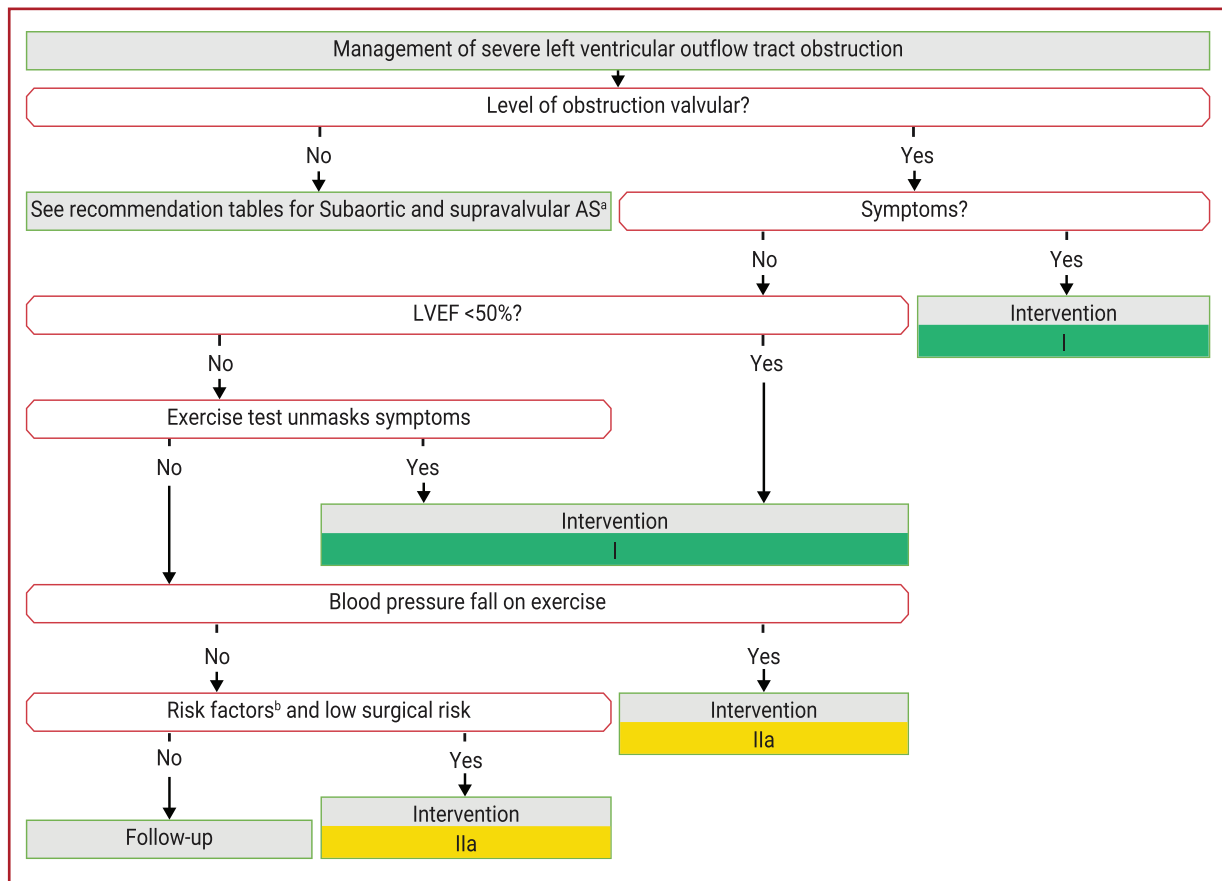 Management of severe left ventricular outflow tract obstruction
Level of obstruction valvular?
No
Yes
See recommendation tables for Subaortic and supravalvular ASᵃ
Symptoms?
No
Yes
LVEF <50%?
Intervention
I
No
Yes
Exercise test unmasks symptoms
No
Yes
Intervention
I
Blood pressure fall on exercise
No
Yes
Risk factorsᵇ and low surgical risk
Intervention
IIa
No
Yes
Intervention
IIa
Follow-up